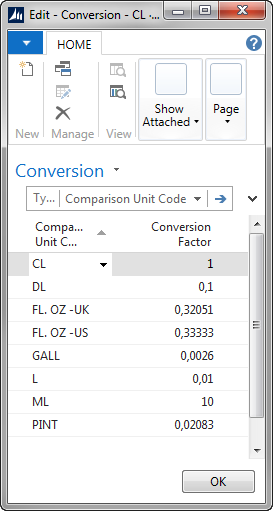 Edit - Conversion - CL ·...
HOME
New
Manage
View
Show
Attached
Page
Conversion
Ty... Comparison Unit Code
Compa... Conversion
Unit C... Factor
CL 1
DL 0,1
FL. OZ -UK 0,32051
FL. OZ -US 0,33333
GALL 0,0026
L 0,01
ML 10
PINT 0,02083
OK